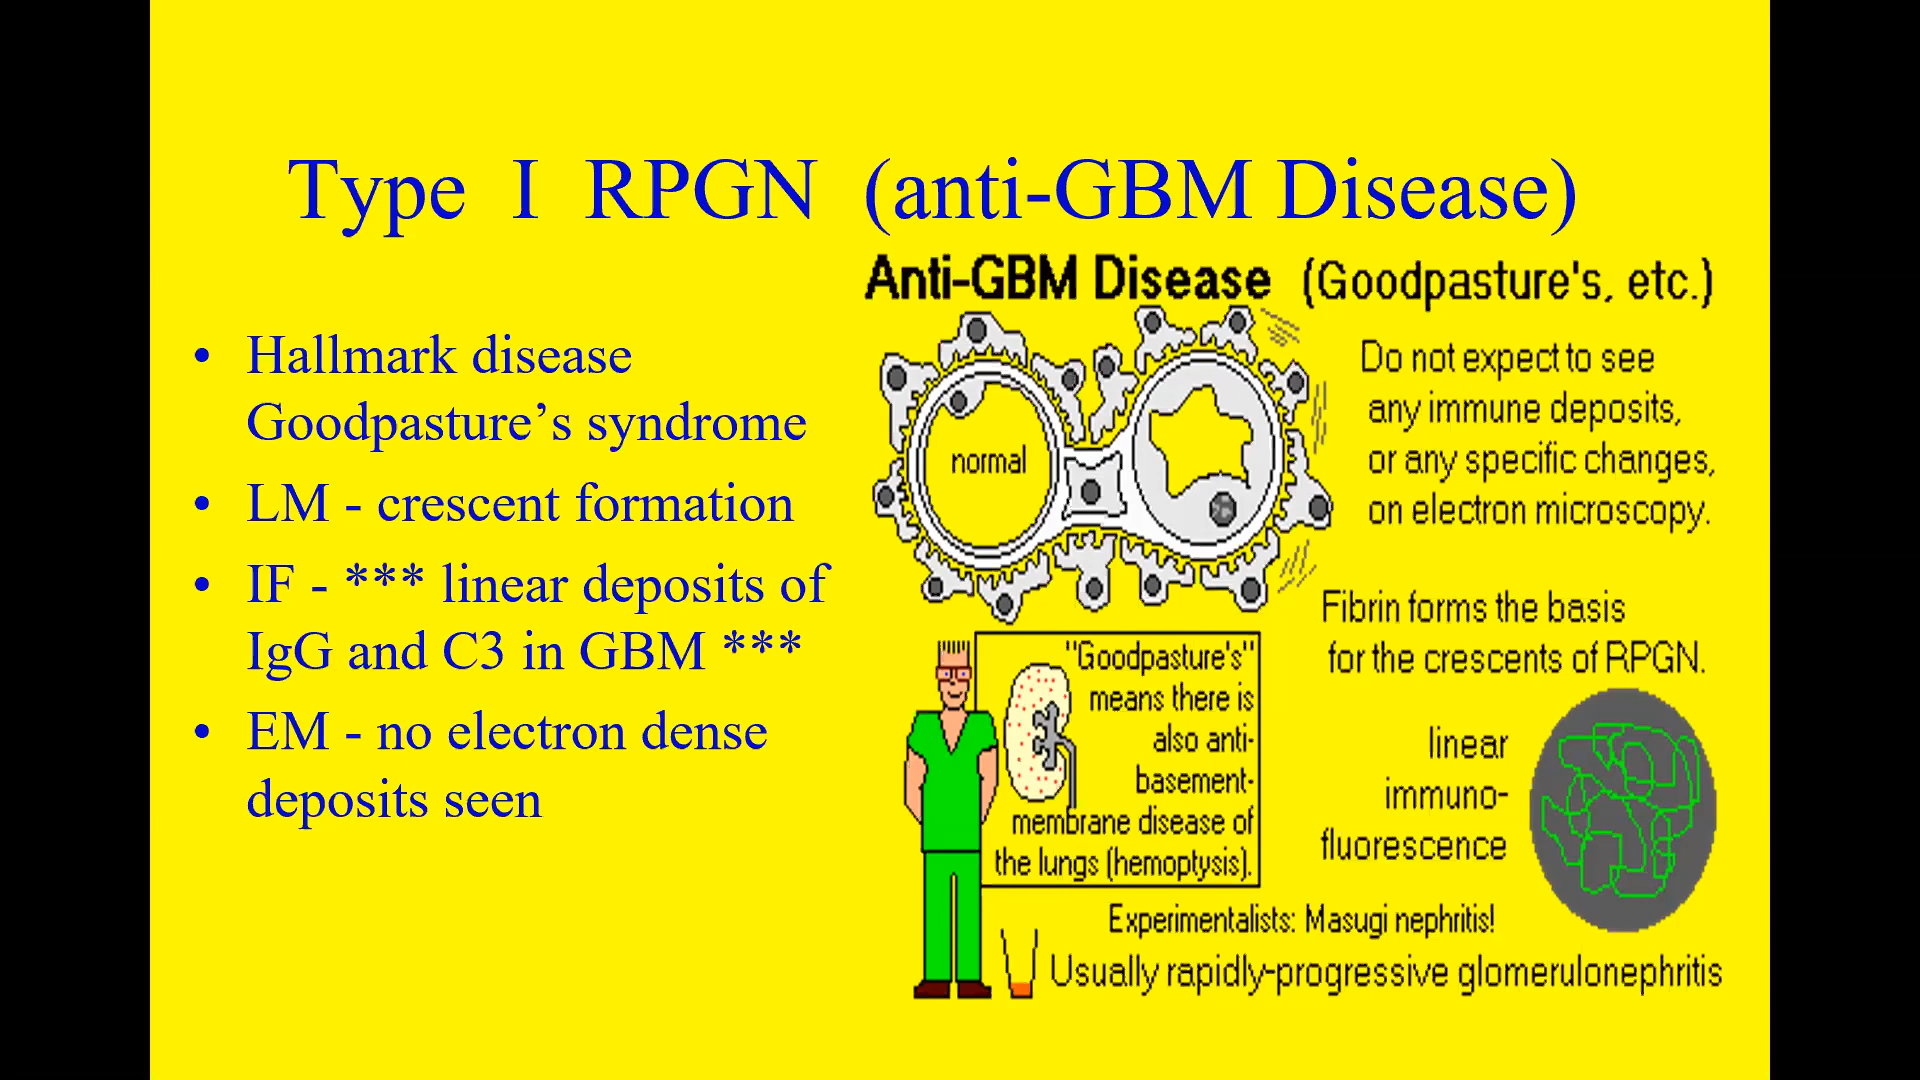 Type I RPGN (anti-GBM Disease)
• Hallmark disease
Goodpasture’s syndrome
• LM - crescent formation
• IF - *** linear deposits of
IgG and C3 in GBM ***
• EM - no electron dense
deposits seen
Anti-GBM Disease (Goodpasture's, etc.)
normal
Do not expect to see
any immune deposits,
or any specific changes,
on electron microscopy.
Fibrin forms the basis
for the crescents of RPGN.
"Goodpasture's"
means there is
also anti-
basement-
membrane disease of
the lungs (hemoptysis).
linear
immuno-
fluorescence
Experimentalists: Masugi nephritis!
Usually rapidly-progressive glomerulonephritis